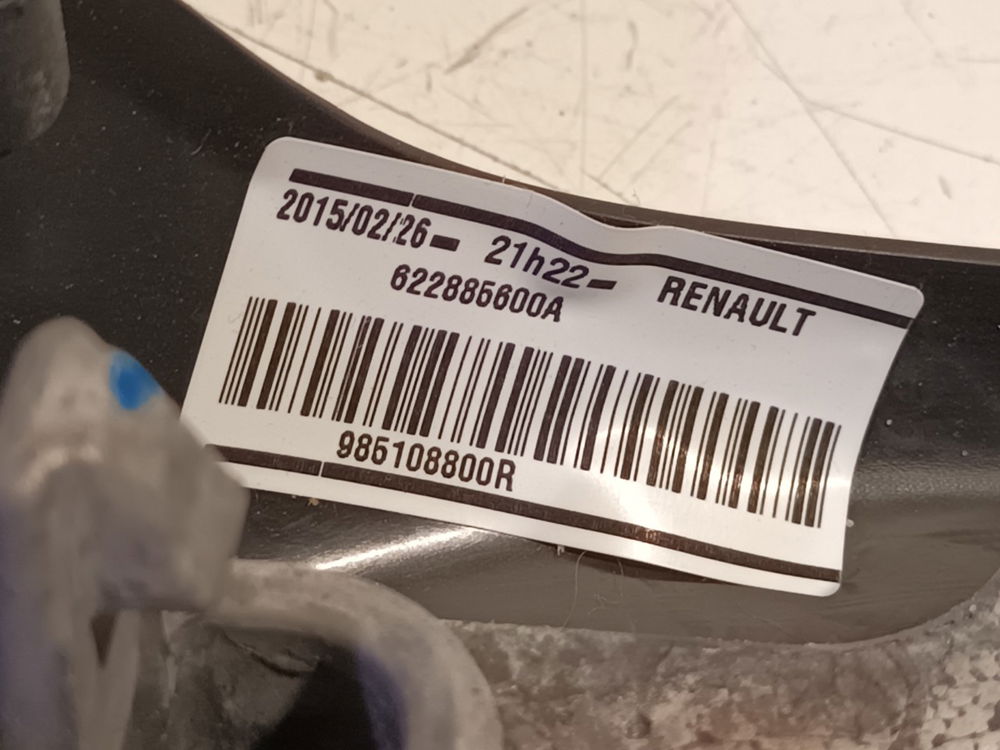 2015/02/26- 21h22- RENAULT
622885600A
985108800R